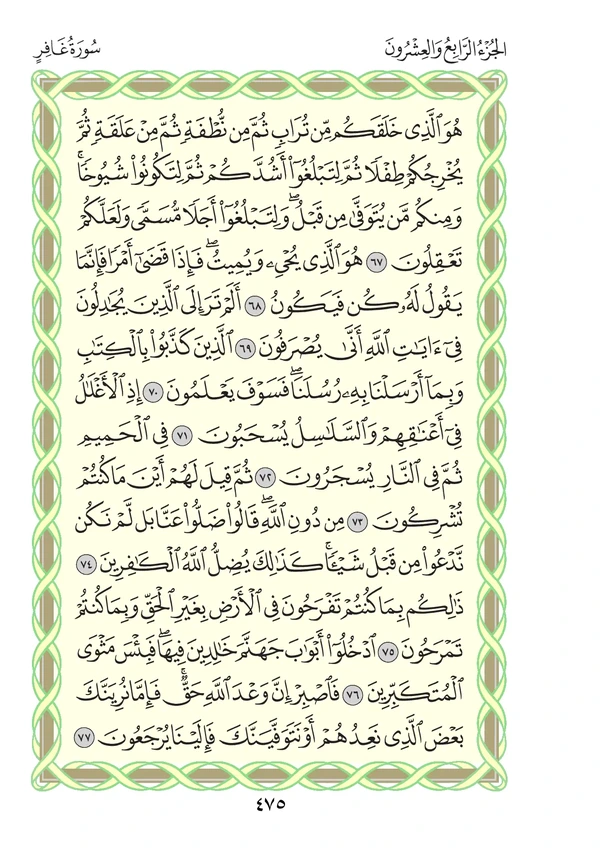 الجُزْءُ الرَّابِعُ وَالعِشْرُونَ سُورَةُ غَافِرٍ
هُوَ ٱلَّذِى خَلَقَكُم مِّن تُرَابٍ ثُمَّ مِن نُّطْفَةٍ ثُمَّ مِنْ عَلَقَةٍ ثُمَّ
يُخْرِجُكُمْ طِفْلًا ثُمَّ لِتَبْلُغُوٓا۟ أَشُدَّكُمْ ثُمَّ لِتَكُونُوا۟ شُيُوخًا ۚ
وَمِنكُم مَّن يُتَوَفَّىٰ مِن قَبْلُ ۖ وَلِتَبْلُغُوٓا۟ أَجَلًا مُّسَمًّى وَلَعَلَّكُمْ
تَعْقِلُونَ ٦٧ هُوَ ٱلَّذِى يُحْىِۦ وَيُمِيتُ ۖ فَإِذَا قَضَىٰٓ أَمْرًا فَإِنَّمَا
يَقُولُ لَهُۥ كُن فَيَكُونُ ٦٨ أَلَمْ تَرَ إِلَى ٱلَّذِينَ يُجَٰدِلُونَ
فِىٓ ءَايَٰتِ ٱللَّهِ أَنَّىٰ يُصْرَفُونَ ٦٩ ٱلَّذِينَ كَذَّبُوا۟ بِٱلْكِتَٰبِ
وَبِمَآ أَرْسَلْنَا بِهِۦ رُسُلَنَا ۖ فَسَوْفَ يَعْلَمُونَ ٧٠ إِذِ ٱلْأَغْلَٰلُ
فِىٓ أَعْنَٰقِهِمْ وَٱلسَّلَٰسِلُ يُسْحَبُونَ ٧١ فِى ٱلْحَمِيمِ
ثُمَّ فِى ٱلنَّارِ يُسْجَرُونَ ٧٢ ثُمَّ قِيلَ لَهُمْ أَيْنَ مَا كُنتُمْ
تُشْرِكُونَ ٧٣ مِن دُونِ ٱللَّهِ ۖ قَالُوا۟ ضَلُّوا۟ عَنَّا بَل لَّمْ نَكُن
نَّدْعُوا۟ مِن قَبْلُ شَيْـًٔا ۚ كَذَٰلِكَ يُضِلُّ ٱللَّهُ ٱلْكَٰفِرِينَ ٧٤
ذَٰلِكُم بِمَا كُنتُمْ تَفْرَحُونَ فِى ٱلْأَرْضِ بِغَيْرِ ٱلْحَقِّ وَبِمَا كُنتُمْ
تَمْرَحُونَ ٧٥ ٱدْخُلُوٓا۟ أَبْوَٰبَ جَهَنَّمَ خَٰلِدِينَ فِيهَا ۖ فَبِئْسَ مَثْوَى
ٱلْمُتَكَبِّرِينَ ٧٦ فَٱصْبِرْ إِنَّ وَعْدَ ٱللَّهِ حَقٌّ ۚ فَإِمَّا نُرِيَنَّكَ
بَعْضَ ٱلَّذِى نَعِدُهُمْ أَوْ نَتَوَفَّيَنَّكَ فَإِلَيْنَا يُرْجَعُونَ ٧٧
٤٧٥